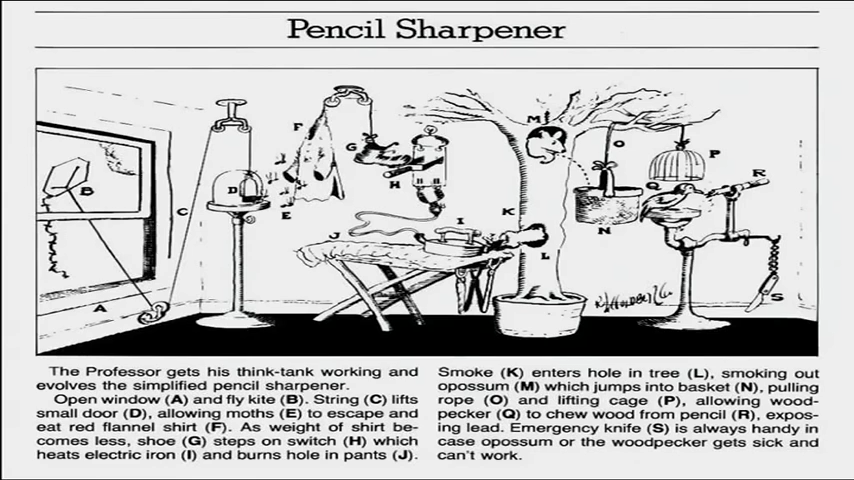 Pencil Sharpener
A
B
C
D
E
F
G
H
I
J
K
L
M
N
O
P
Q
R
S
The Professor gets his think-tank working and
evolves the simplified pencil sharpener.
Open window (A) and fly kite (B). String (C) lifts
small door (D), allowing moths (E) to escape and
eat red flannel shirt (F). As weight of shirt be-
comes less, shoe (G) steps on switch (H) which
heats electric iron (I) and burns hole in pants (J).
Smoke (K) enters hole in tree (L), smoking out
opossum (M) which jumps into basket (N), pulling
rope (O) and lifting cage (P), allowing wood-
pecker (Q) to chew wood from pencil (R), expos-
ing lead. Emergency knife (S) is always handy in
case opossum or the woodpecker gets sick and
can't work.